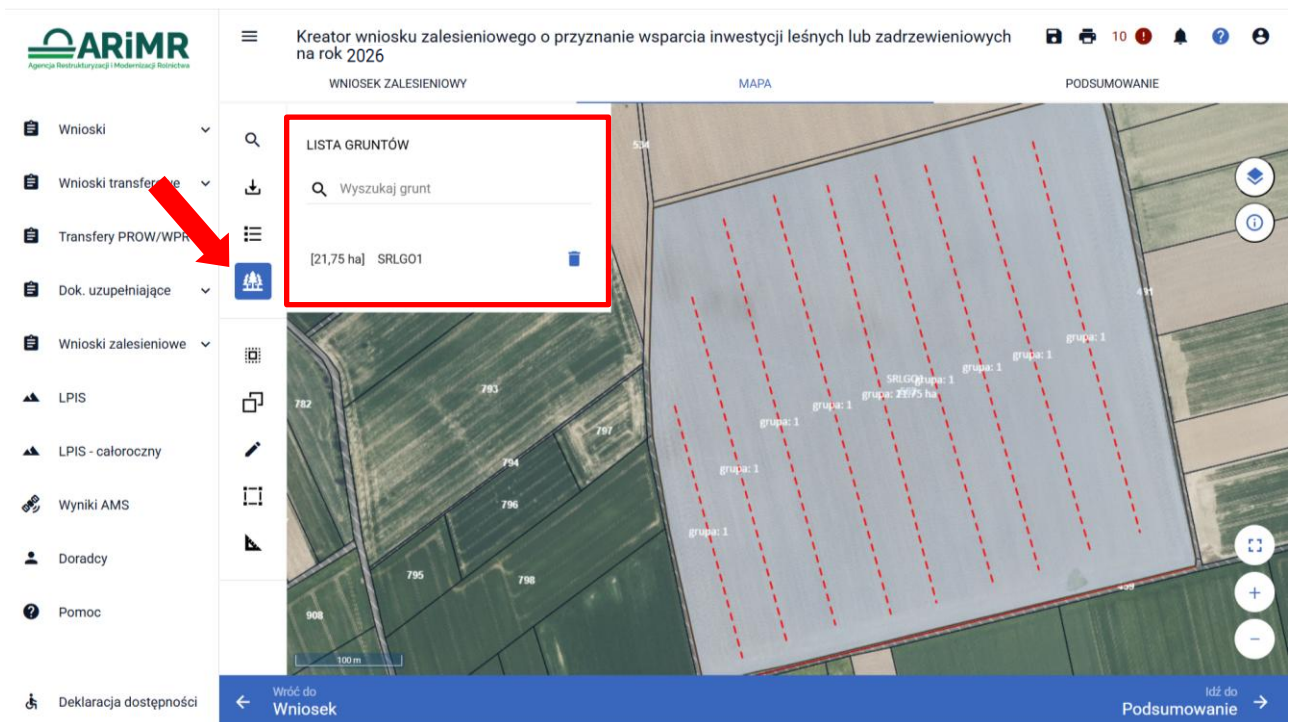 ARiMR
Agencja Restrukturyzacji i Modernizacji Rolnictwa
Kreator wniosku zalesieniowego o przyznanie wsparcia inwestycji leśnych lub zadrzewieniowych
na rok 2026
10
WNIOSEK ZALESIENIOWY
MAPA
PODSUMOWANIE
Wnioski
Wnioski transferowe
Transfery PROW/WPR
Dok. uzupełniające
Wnioski zalesieniowe
LPIS
LPIS - całoroczny
Wyniki AMS
Doradcy
Pomoc
Deklaracja dostępności
LISTA GRUNTÓW
Wyszukaj grunt
[21,75 ha] SRLGO1
534
491
grupa: 1
grupa: 1
grupa: 1
SRLGO1
grupa: 1
grupa: 1
grupa: 1
grupa: 1
grupa: 1
793
782
797
794
796
795
798
908
100 m
Wróć do
Wniosek
Idź do
Podsumowanie